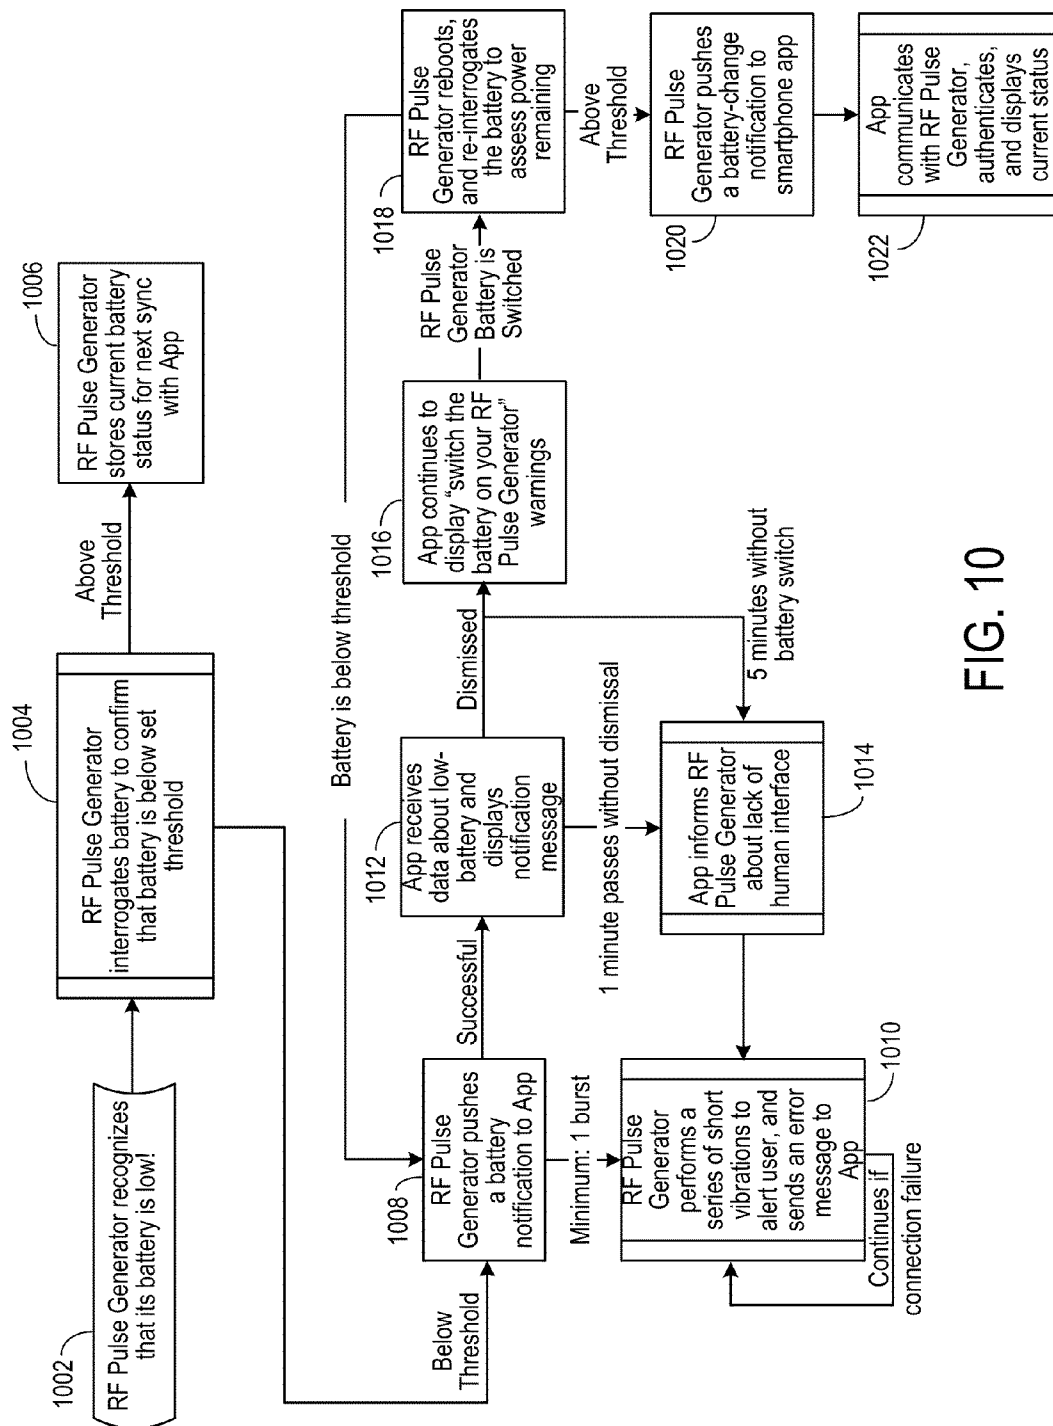 1002
RF Pulse Generator recognizes
that its battery is low!
1004
RF Pulse Generator
interrogates battery to confirm
that battery is below set
threshold
Above
Threshold
1006
RF Pulse Generator
stores current battery
status for next sync
with App
Below
Threshold
Battery is below threshold
1008
RF Pulse
Generator pushes
a battery
notification to App
Successful
Minimum: 1 burst
1012
App receives
data about low-
battery and
displays
notification
message
Dismissed
1 minute passes without dismissal
1016
App continues to
display “switch the
battery on your RF
Pulse Generator”
warnings
RF Pulse
Generator
Battery is
Switched
1018
RF Pulse
Generator reboots,
and re-interrogates
the battery to
assess power
remaining
Above
Threshold
RF Pulse
Generator
performs a
series of short
vibrations to
alert user, and
sends an error
message to
App
1010
Continues if
connection failure
App informs RF
Pulse Generator
about lack of
human interface
1014
5 minutes without
battery switch
1020
RF Pulse
Generator pushes
a battery-change
notification to
smartphone app
1022
App
communicates
with RF Pulse
Generator,
authenticates,
and displays
current status
FIG. 10